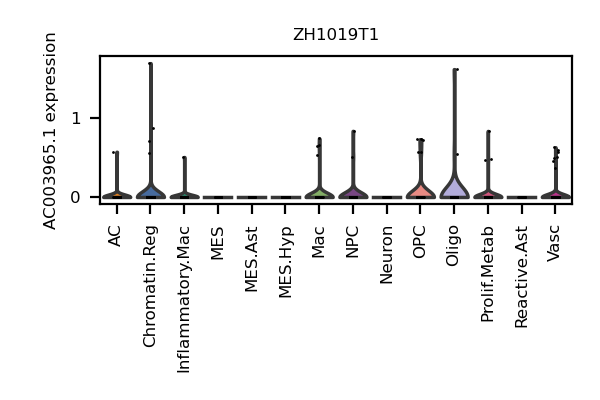 ZH1019T1
AC003965.1 expression
1
0
AC
Chromatin.Reg
Inflammatory.Mac
MES
MES.Ast
MES.Hyp
Mac
NPC
Neuron
OPC
Oligo
Prolif.Metab
Reactive.Ast
Vasc